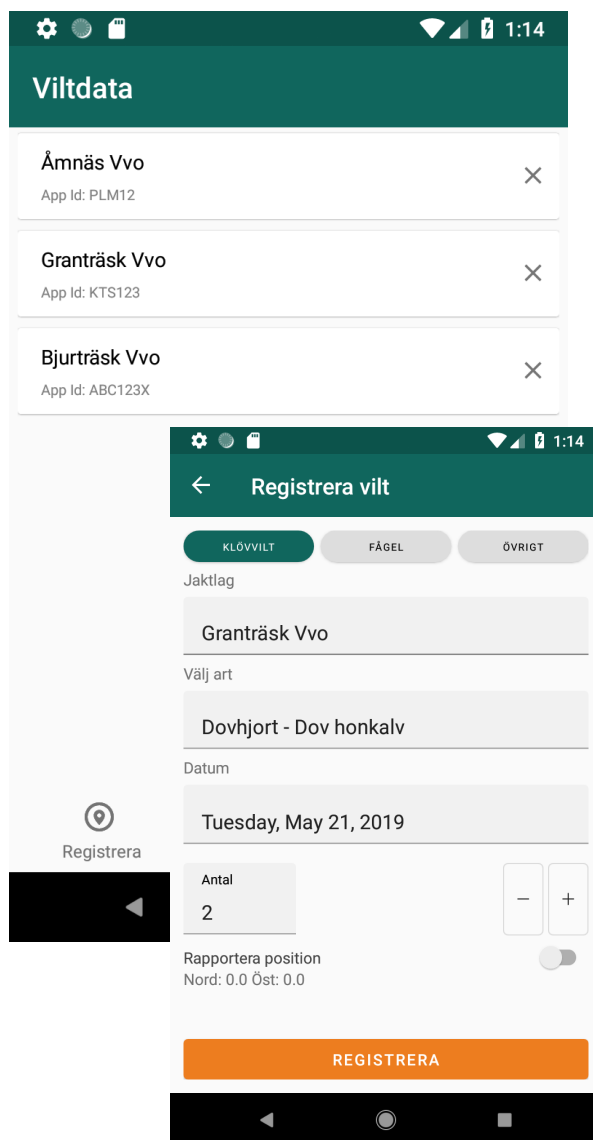 1:14
Viltdata
Åmnäs Vvo
App Id: PLM12
Granträsk Vvo
App Id: KTS123
Bjurträsk Vvo
App Id: ABC123X
Registrera
1:14
Registrera vilt
KLÖVVILT FÅGEL ÖVRIGT
Jaktlag
Granträsk Vvo
Välj art
Dovhjort - Dov honkalv
Datum
Tuesday, May 21, 2019
Antal
2
− +
Rapportera position
Nord: 0.0 Öst: 0.0
REGISTRERA